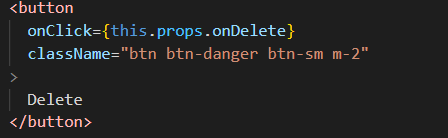 <button
onClick={this.props.onDelete}
className="btn btn-danger btn-sm m-2"
>
Delete
</button>